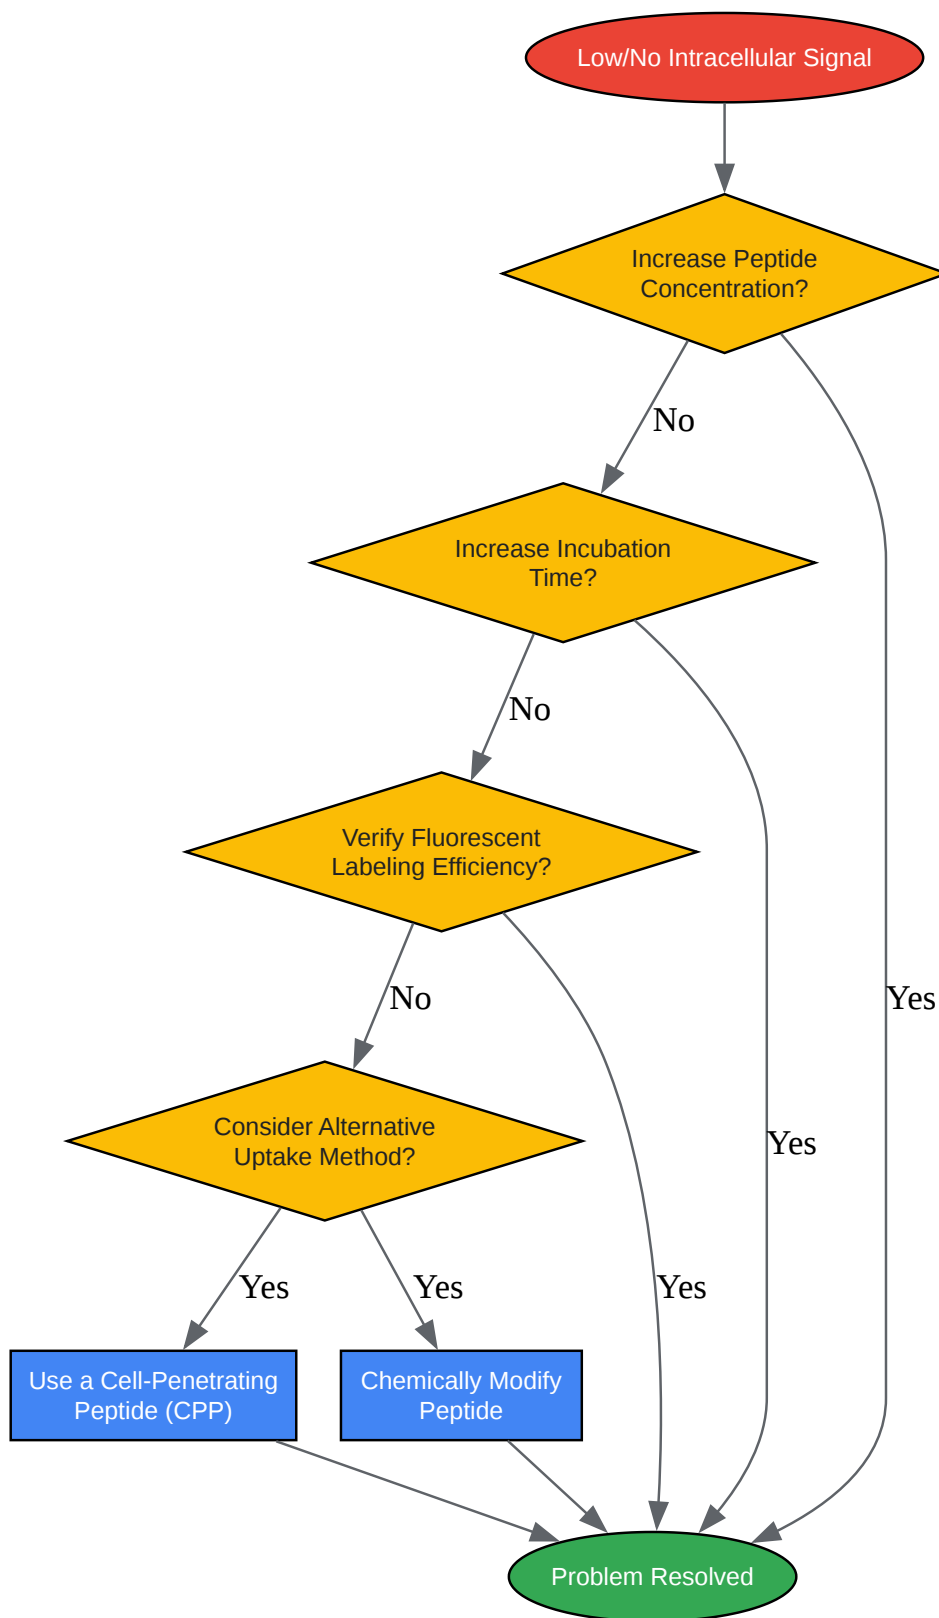 Low/No Intracellular Signal
Increase Peptide
Concentration?
No
Increase Incubation
Time?
No
Verify Fluorescent
Labeling Efficiency?
No
Yes
Consider Alternative
Uptake Method?
Yes
Yes
Yes
Yes
Use a Cell-Penetrating
Peptide (CPP)
Chemically Modify
Peptide
Problem Resolved